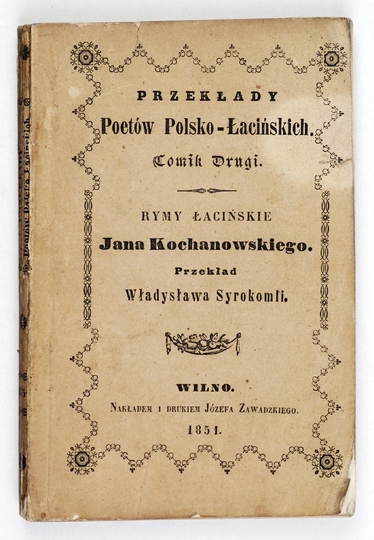 PRZEKŁADY
Poetów Polsko-Łacińskich.
Tomik Drugi.
RYMY ŁACIŃSKIE
Jana Kochanowskiego.
Przekład
Władysława Syrokomli.
WILNO.
NAKŁADEM I DRUKIEM JÓZEFA ZAWADZKIEGO.
1851.